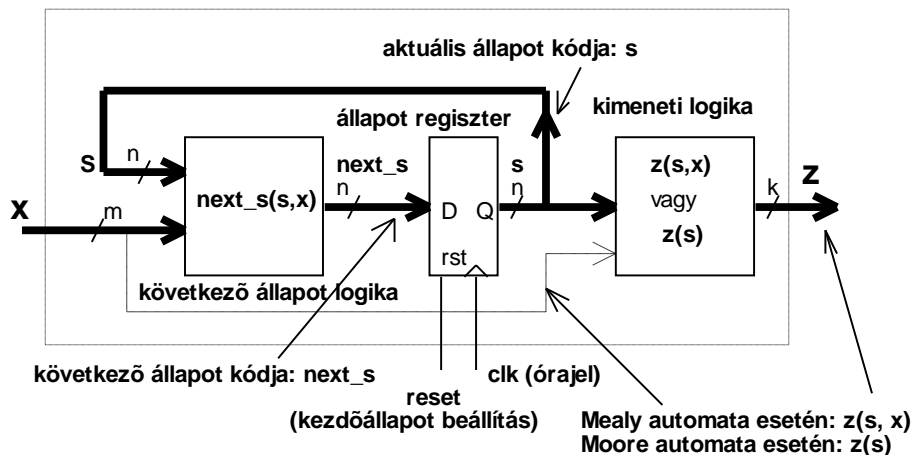 aktuális állapot kódja: s
kimeneti logika
állapot regiszter
S
n
next_s
n
s
n
z(s,x)
vagy
z(s)
k
Z
X
m
next_s(s,x)
D
Q
rst
következõ állapot logika
következõ állapot kódja: next_s
clk (órajel)
reset
(kezdõállapot beállítás)
Mealy automata esetén: z(s, x)
Moore automata esetén: z(s)